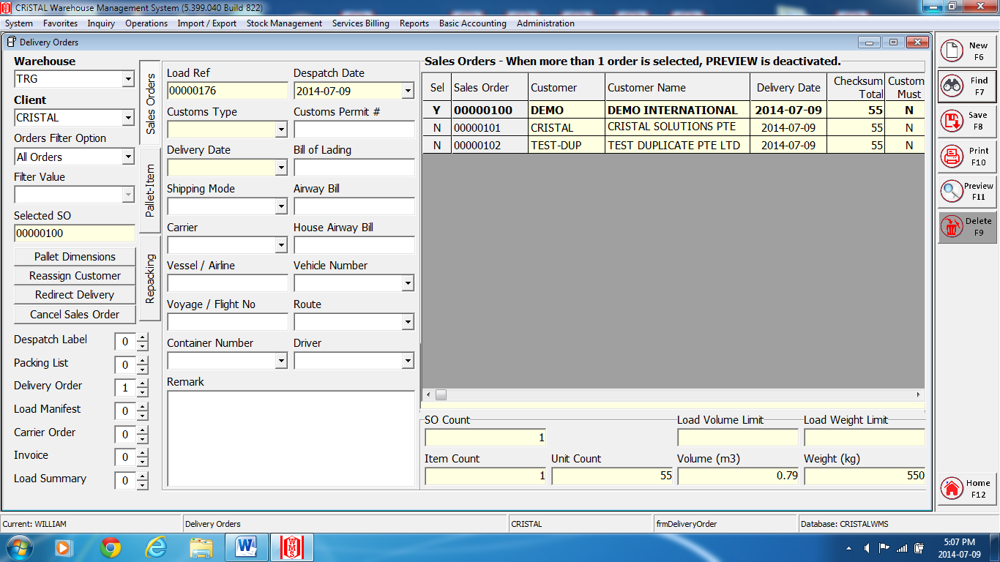 CRiSTAL Warehouse Management System (5.399.040 Build 822)
System Favorites Inquiry Operations Import / Export Stock Management Services Billing Reports Basic Accounting Administration
Delivery Orders
Warehouse
TRG
Client
CRISTAL
Orders Filter Option
All Orders
Filter Value
Selected SO
00000100
Pallet Dimensions
Reassign Customer
Redirect Delivery
Cancel Sales Order
Despatch Label 0
Packing List 0
Delivery Order 1
Load Manifest 0
Carrier Order 0
Invoice 0
Load Summary 0
Sales Orders
Pallet-Item
Repacking
Load Ref Despatch Date
00000176 2014-07-09
Customs Type Customs Permit #
Delivery Date Bill of Lading
Shipping Mode Airway Bill
Carrier House Airway Bill
Vessel / Airline Vehicle Number
Voyage / Flight No Route
Container Number Driver
Remark
Sales Orders - When more than 1 order is selected, PREVIEW is deactivated.
Sel Sales Order Customer Customer Name Delivery Date Checksum Total Custom Must
Y 00000100 DEMO DEMO INTERNATIONAL 2014-07-09 55 N
N 00000101 CRISTAL CRISTAL SOLUTIONS PTE 2014-07-09 55 N
N 00000102 TEST-DUP TEST DUPLICATE PTE LTD 2014-07-09 55 N
SO Count Load Volume Limit Load Weight Limit
1
Item Count Unit Count Volume (m3) Weight (kg)
1 55 0.79 550
New
F6
Find
F7
Save
F8
Print
F10
Preview
F11
Delete
F9
Home
F12
Current: WILLIAM Delivery Orders CRISTAL frmDeliveryOrder Database: CRISTALWMS
W
WMS
5:07 PM
2014-07-09